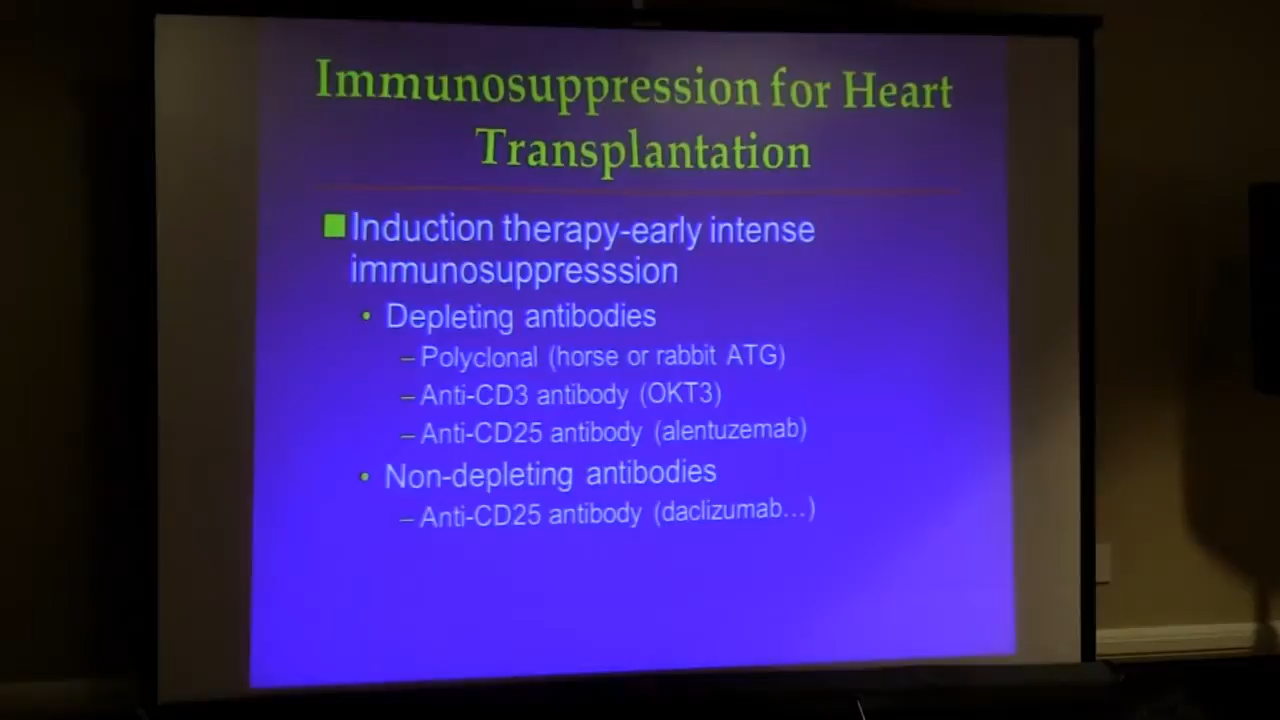 Immunosuppression for Heart
Transplantation
Induction therapy-early intense
immunosuppresssion
• Depleting antibodies
– Polyclonal (horse or rabbit ATG)
– Anti-CD3 antibody (OKT3)
– Anti-CD25 antibody (alentuzemab)
• Non-depleting antibodies
– Anti-CD25 antibody (daclizumab...)